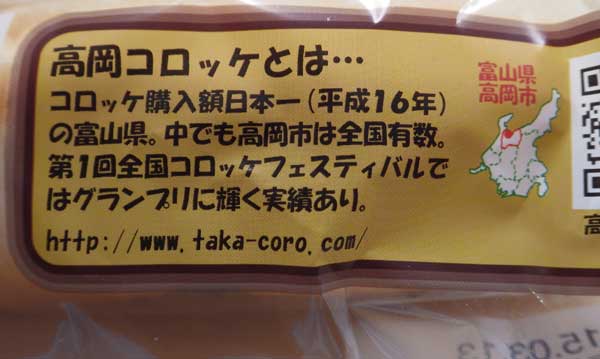 高岡コロッケとは…
コロッケ購入額日本一(平成16年)
の富山県。中でも高岡市は全国有数。
第1回全国コロッケフェスティバルで
はグランプリに輝く実績あり。
http://www.taka-coro.com/
富山県
高岡市
高
15.03.13